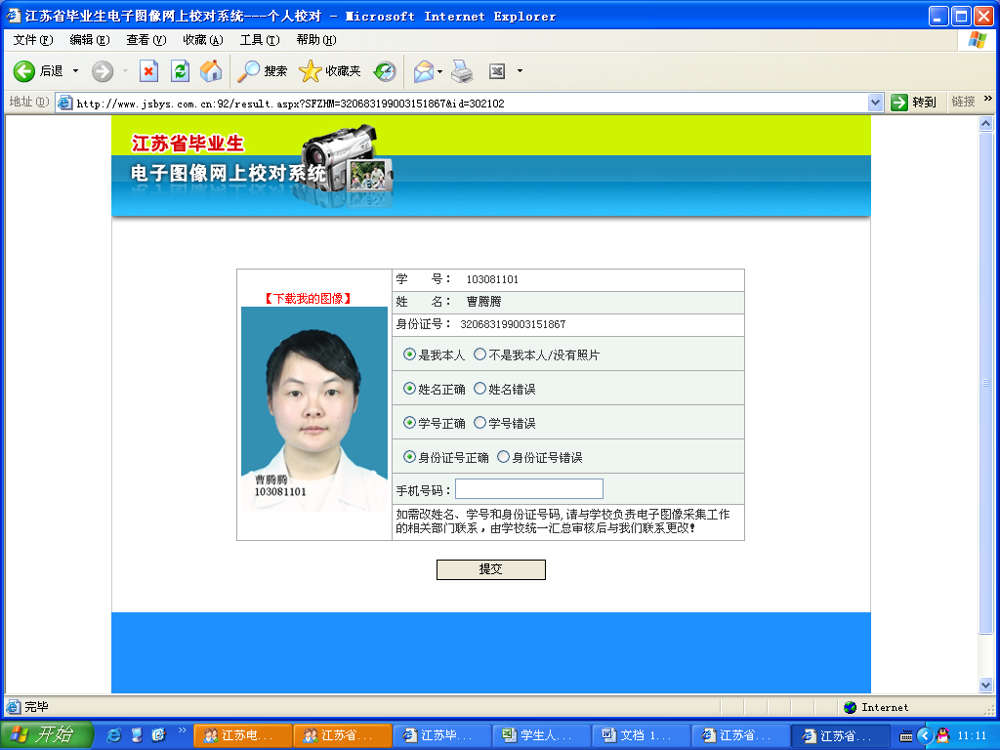 江苏省毕业生电子图像网上校对系统---个人校对 - Microsoft Internet Explorer
文件(F) 编辑(E) 查看(V) 收藏(A) 工具(T) 帮助(H)
后退 搜索 收藏夹
地址(D) http://www.jsbys.com.cn:92/result.aspx?SFZHM=320683199003151867&id=302102 转到 链接 »
江苏省毕业生
电子图像网上校对系统
【下载我的图像】
曹腾腾
103081101
学 号： 103081101
姓 名： 曹腾腾
身份证号： 320683199003151867
是我本人 不是我本人/没有照片
姓名正确 姓名错误
学号正确 学号错误
身份证号正确 身份证号错误
手机号码：
如需改姓名、学号和身份证号码,请与学校负责电子图像采集工作
的相关部门联系，由学校统一汇总审核后与我们联系更改！
提交
完毕 Internet
开始 » 江苏电... 江苏省... 江苏毕... 学生人... 文档 1... 江苏省... 江苏省... 11:11